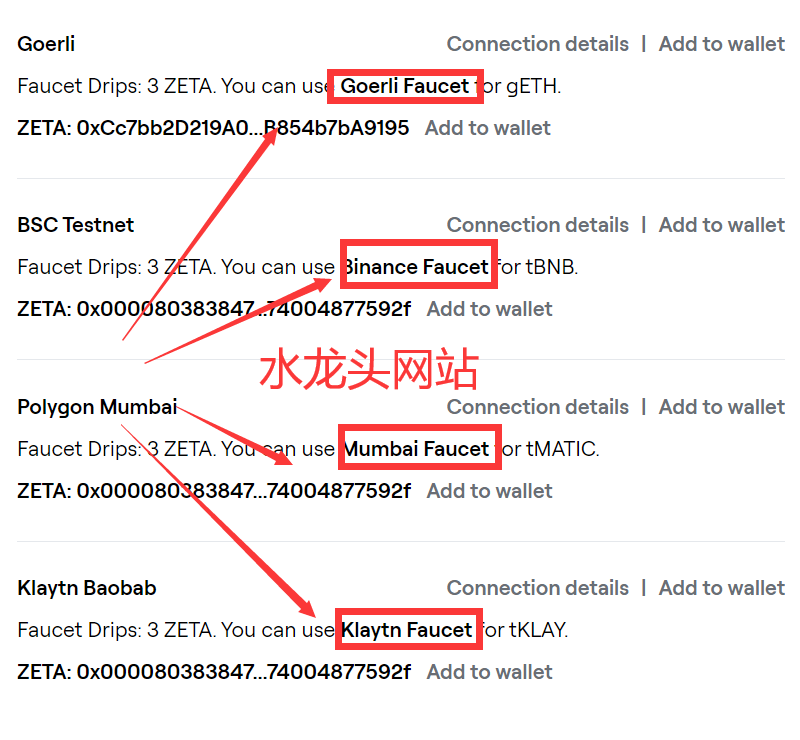 Goerli
Connection details | Add to wallet
Faucet Drips: 3 ZETA. You can use Goerli Faucet for gETH.
ZETA: 0xCc7bb2D219A0...B854b7bA9195 Add to wallet
BSC Testnet
Connection details | Add to wallet
Faucet Drips: 3 ZETA. You can use Binance Faucet for tBNB.
ZETA: 0x000080383847...74004877592f Add to wallet
水龙头网站
Polygon Mumbai
Connection details | Add to wallet
Faucet Drips: 3 ZETA. You can use Mumbai Faucet for tMATIC.
ZETA: 0x000080383847...74004877592f Add to wallet
Klaytn Baobab
Connection details | Add to wallet
Faucet Drips: 3 ZETA. You can use Klaytn Faucet for tKLAY.
ZETA: 0x000080383847...74004877592f Add to wallet